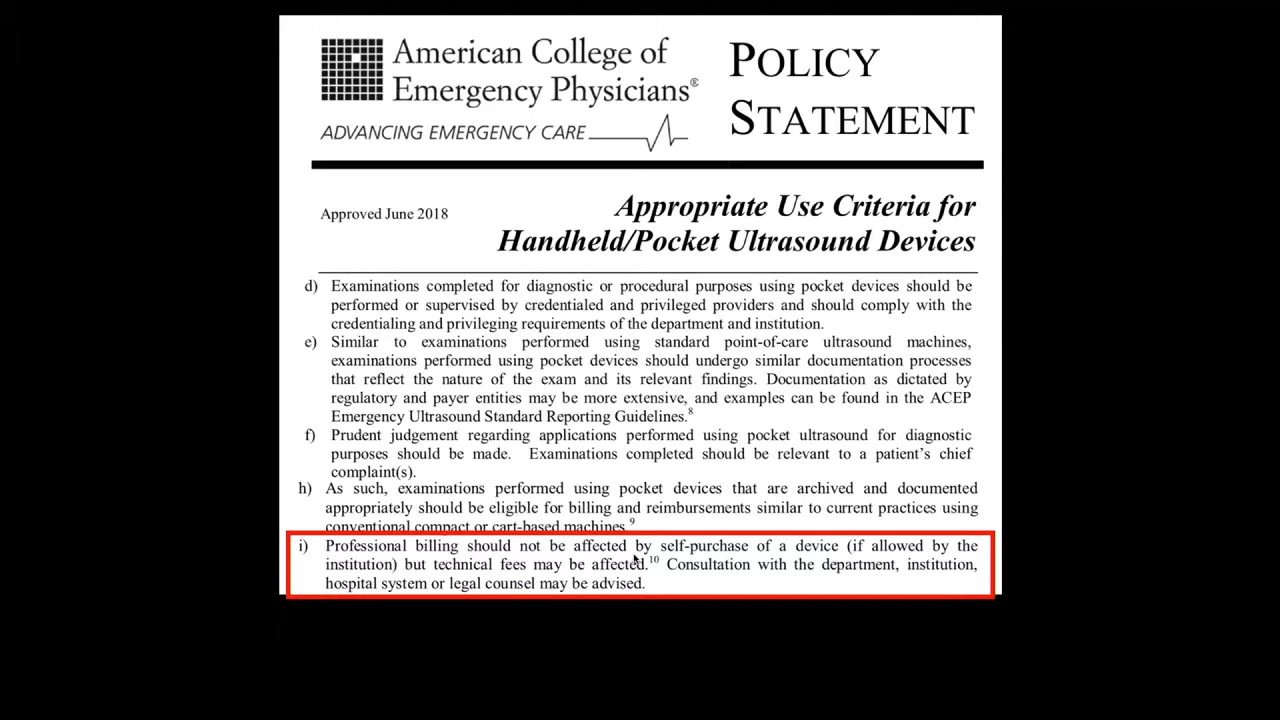 American College of
Emergency Physicians®
ADVANCING EMERGENCY CARE
POLICY
STATEMENT
Approved June 2018
Appropriate Use Criteria for
Handheld/Pocket Ultrasound Devices
d) Examinations completed for diagnostic or procedural purposes using pocket devices should be
performed or supervised by credentialed and privileged providers and should comply with the
credentialing and privileging requirements of the department and institution.
e) Similar to examinations performed using standard point-of-care ultrasound machines,
examinations performed using pocket devices should undergo similar documentation processes
that reflect the nature of the exam and its relevant findings. Documentation as dictated by
regulatory and payer entities may be more extensive, and examples can be found in the ACEP
Emergency Ultrasound Standard Reporting Guidelines.8
f) Prudent judgement regarding applications performed using pocket ultrasound for diagnostic
purposes should be made. Examinations completed should be relevant to a patient's chief
complaint(s).
h) As such, examinations performed using pocket devices that are archived and documented
appropriately should be eligible for billing and reimbursements similar to current practices using
conventional compact or cart-based machines.9
i) Professional billing should not be affected by self-purchase of a device (if allowed by the
institution) but technical fees may be affected.10 Consultation with the department, institution,
hospital system or legal counsel may be advised.